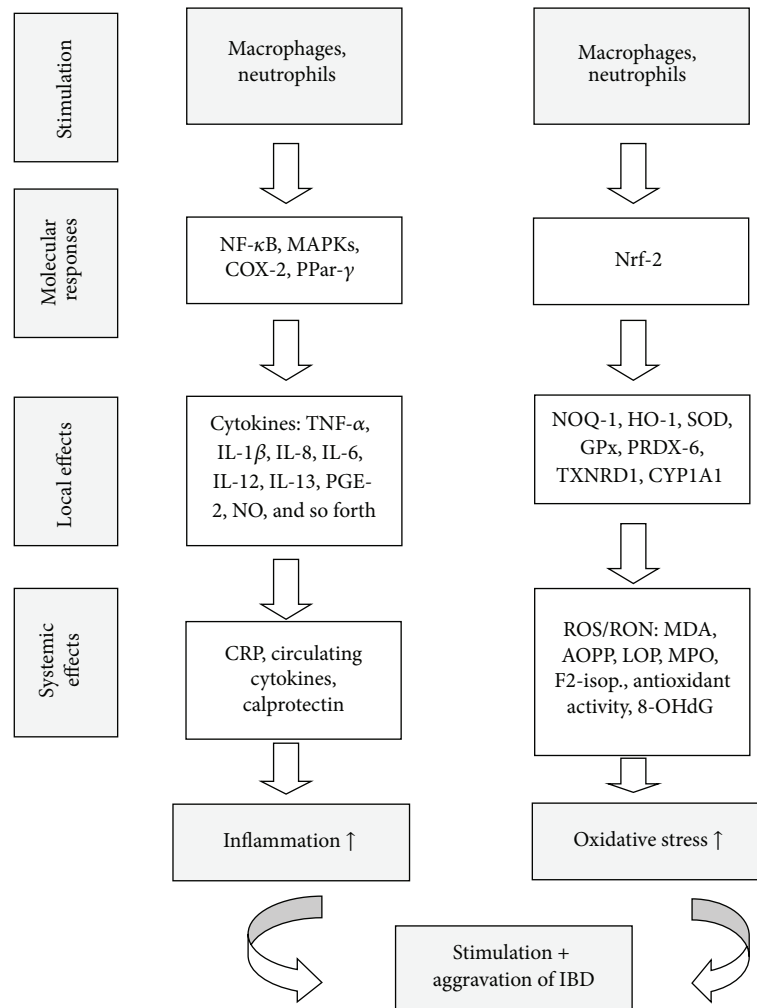 Stimulation
Macrophages,
neutrophils
Macrophages,
neutrophils
Molecular
responses
NF-κB, MAPKs,
COX-2, PPar-γ
Nrf-2
Local effects
Cytokines: TNF-α,
IL-1β, IL-8, IL-6,
IL-12, IL-13, PGE-
2, NO, and so forth
NOQ-1, HO-1, SOD,
GPx, PRDX-6,
TXNRD1, CYP1A1
Systemic
effects
CRP, circulating
cytokines,
calprotectin
ROS/RON: MDA,
AOPP, LOP, MPO,
F2-isop., antioxidant
activity, 8-OHdG
Inflammation ↑
Oxidative stress ↑
Stimulation +
aggravation of IBD